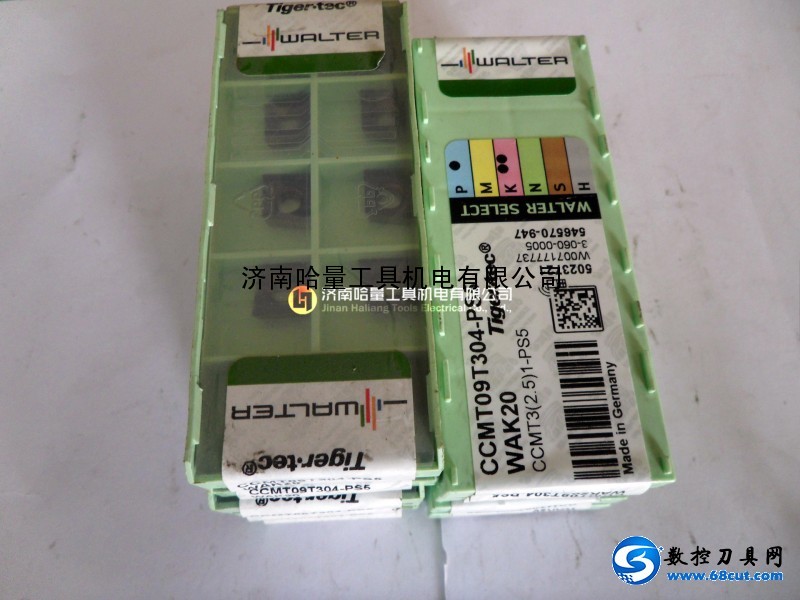 Tiger·tec®
WALTER
WALTER
Tiger·tec®
CCMT09T304-PS5
WALTER
P M K N S H
WALTER SELECT
546570-947
3-060-0005
W007177737
Tiger·tec®
CCMT09T304-PS5
WAK20
CCMT3(2.5)1-PS5
Made in Germany
济南哈量工具机电有限公司
济南哈量工具机电有限公司
Jinan Haliang Tools Electrical Co., Ltd.
数控刀具网
www.68cut.com